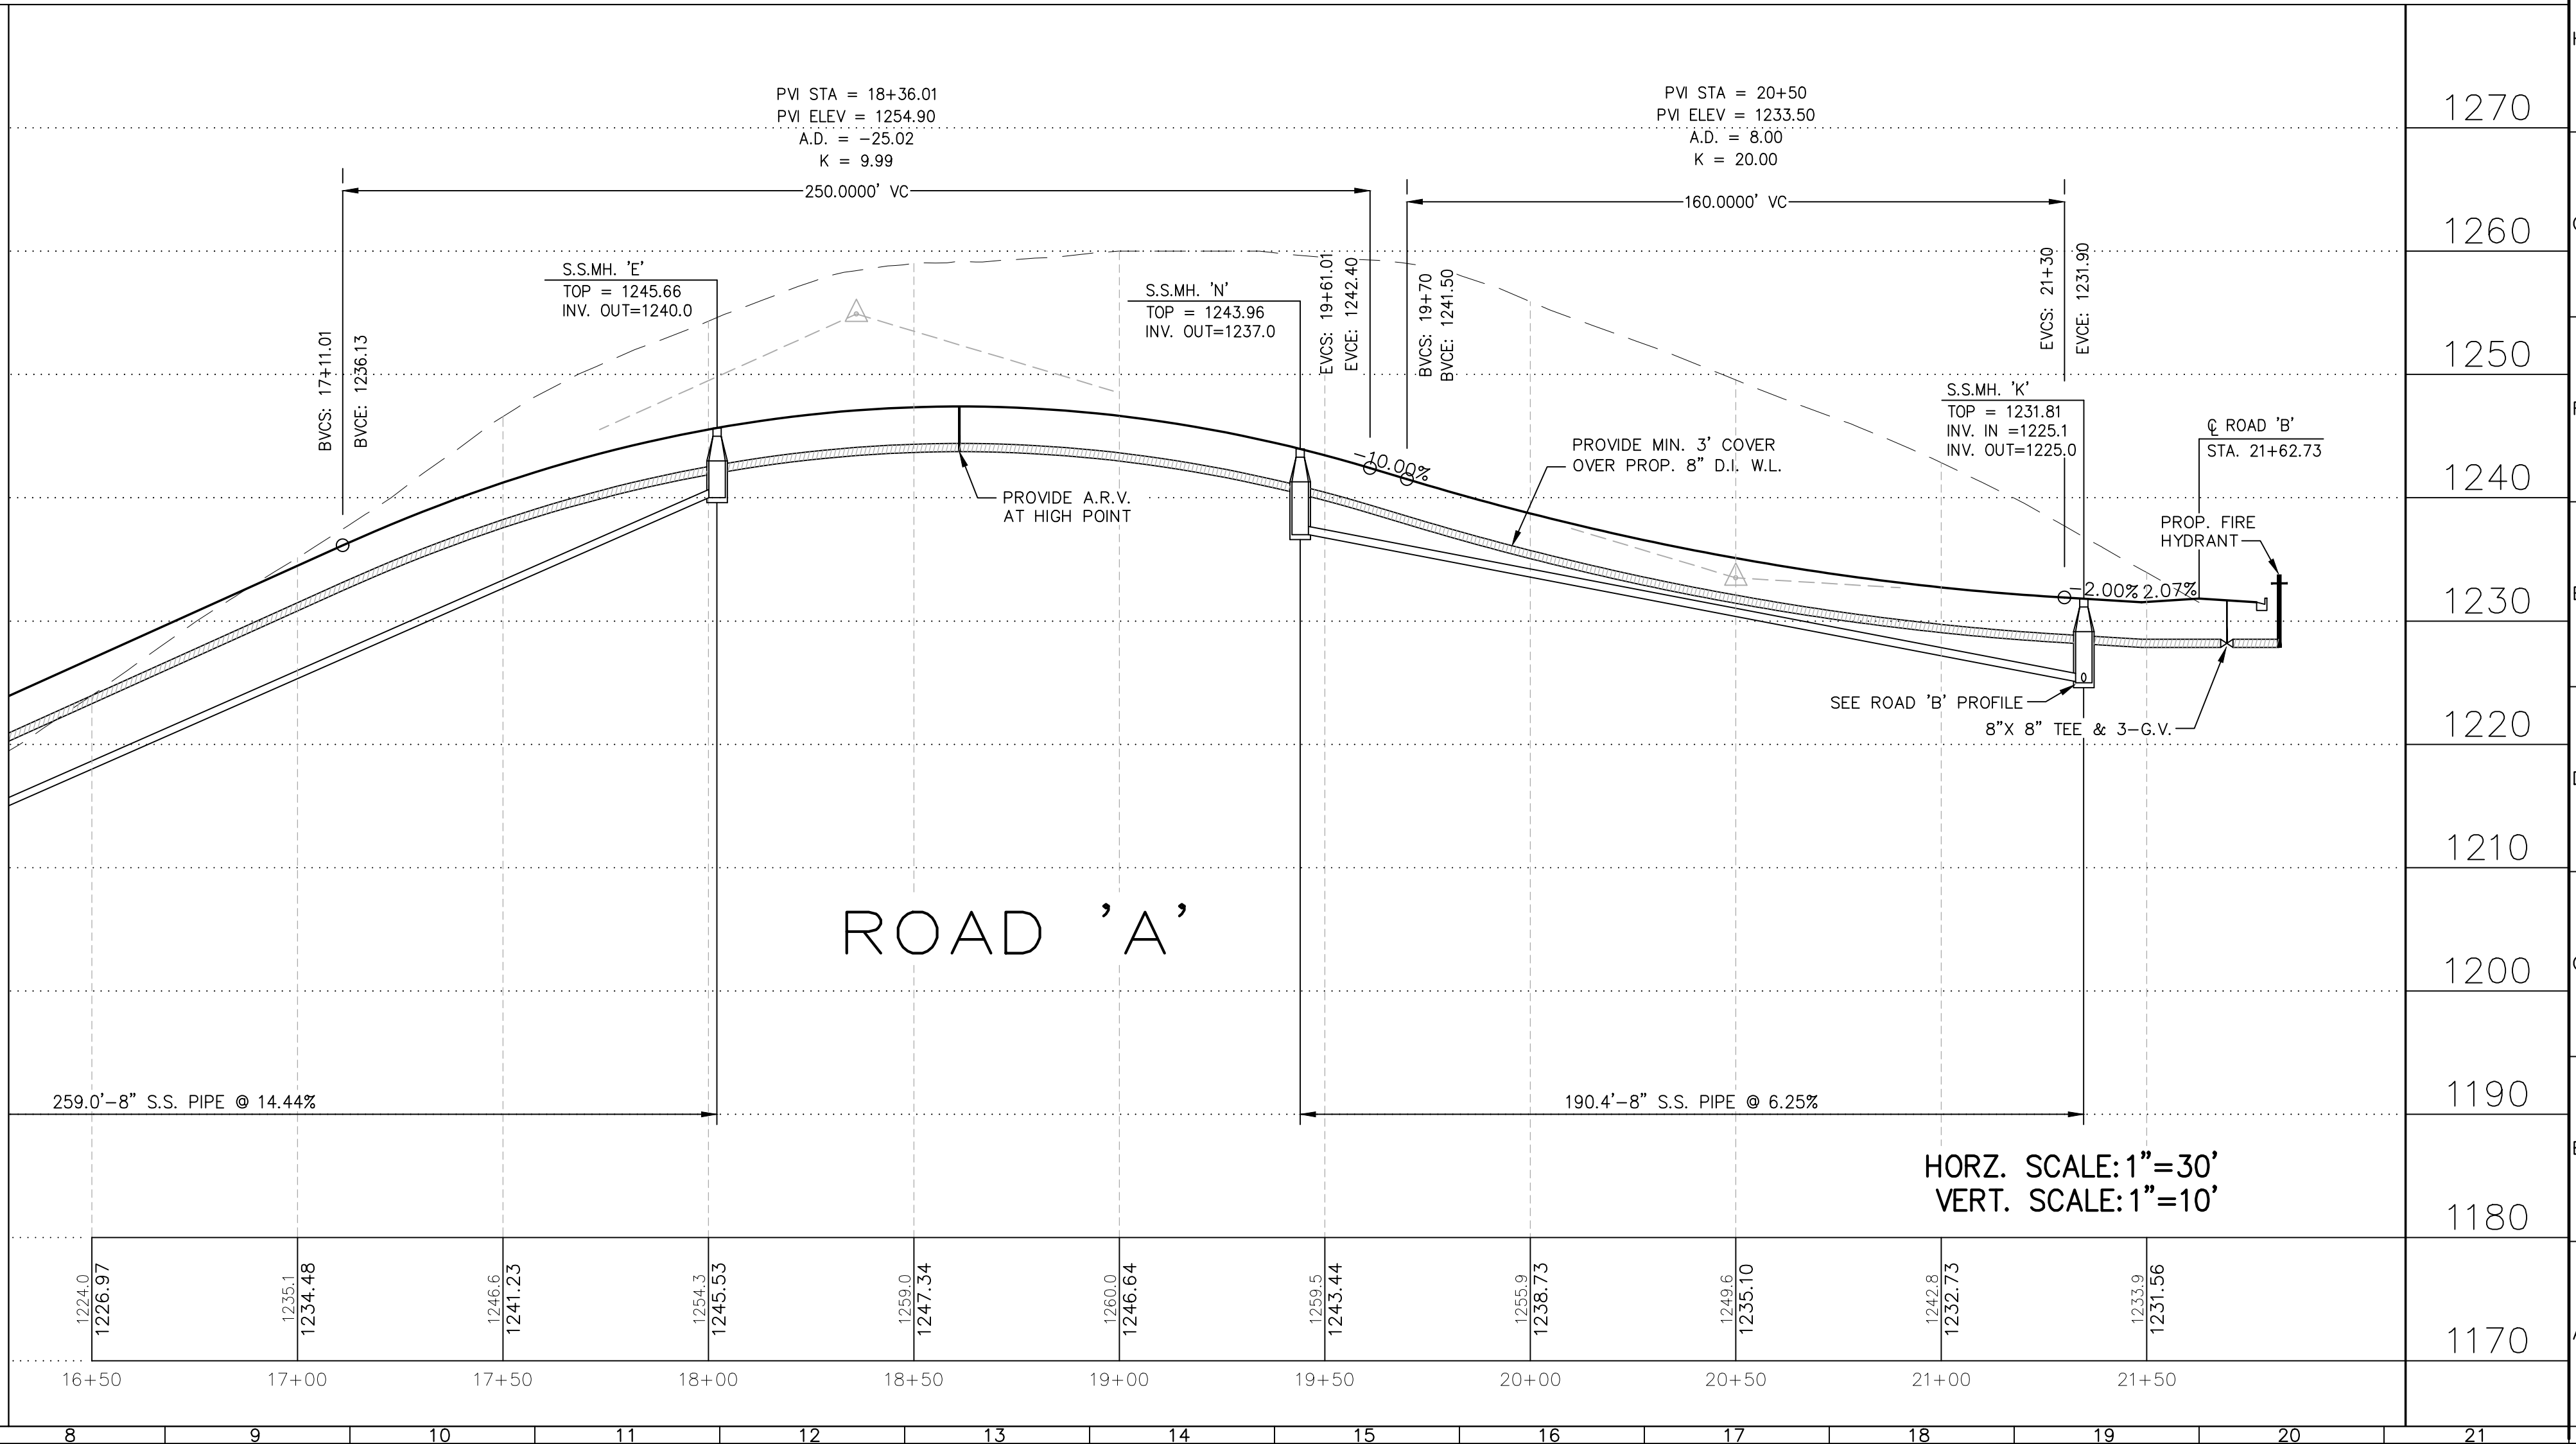 PVI STA = 18+36.01
PVI ELEV = 1254.90
A.D. = -25.02
K = 9.99
250.0000' VC
PVI STA = 20+50
PVI ELEV = 1233.50
A.D. = 8.00
K = 20.00
160.0000' VC
1270
1260
1250
1240
1230
1220
1210
1200
1190
1180
1170
BVCS: 17+11.01
BVCE: 1236.13
S.S.MH. 'E'
TOP = 1245.66
INV. OUT=1240.0
S.S.MH. 'N'
TOP = 1243.96
INV. OUT=1237.0
EVCS: 19+61.01
EVCE: 1242.40
BVCS: 19+70
BVCE: 1241.50
EVCS: 21+30
EVCE: 1231.90
S.S.MH. 'K'
TOP = 1231.81
INV. IN =1225.1
INV. OUT=1225.0
℄ ROAD 'B'
STA. 21+62.73
-10.00%
PROVIDE MIN. 3' COVER
OVER PROP. 8" D.I. W.L.
PROVIDE A.R.V.
AT HIGH POINT
PROP. FIRE
HYDRANT
-2.00%
2.07%
SEE ROAD 'B' PROFILE
8"X 8" TEE & 3-G.V.
ROAD 'A'
259.0'-8" S.S. PIPE @ 14.44%
190.4'-8" S.S. PIPE @ 6.25%
HORZ. SCALE:1"=30'
VERT. SCALE:1"=10'
1224.0
1226.97
1235.1
1234.48
1246.6
1241.23
1254.3
1245.53
1259.0
1247.34
1260.0
1246.64
1259.5
1243.44
1255.9
1238.73
1249.6
1235.10
1242.8
1232.73
1233.9
1231.56
16+50
17+00
17+50
18+00
18+50
19+00
19+50
20+00
20+50
21+00
21+50
8
9
10
11
12
13
14
15
16
17
18
19
20
21